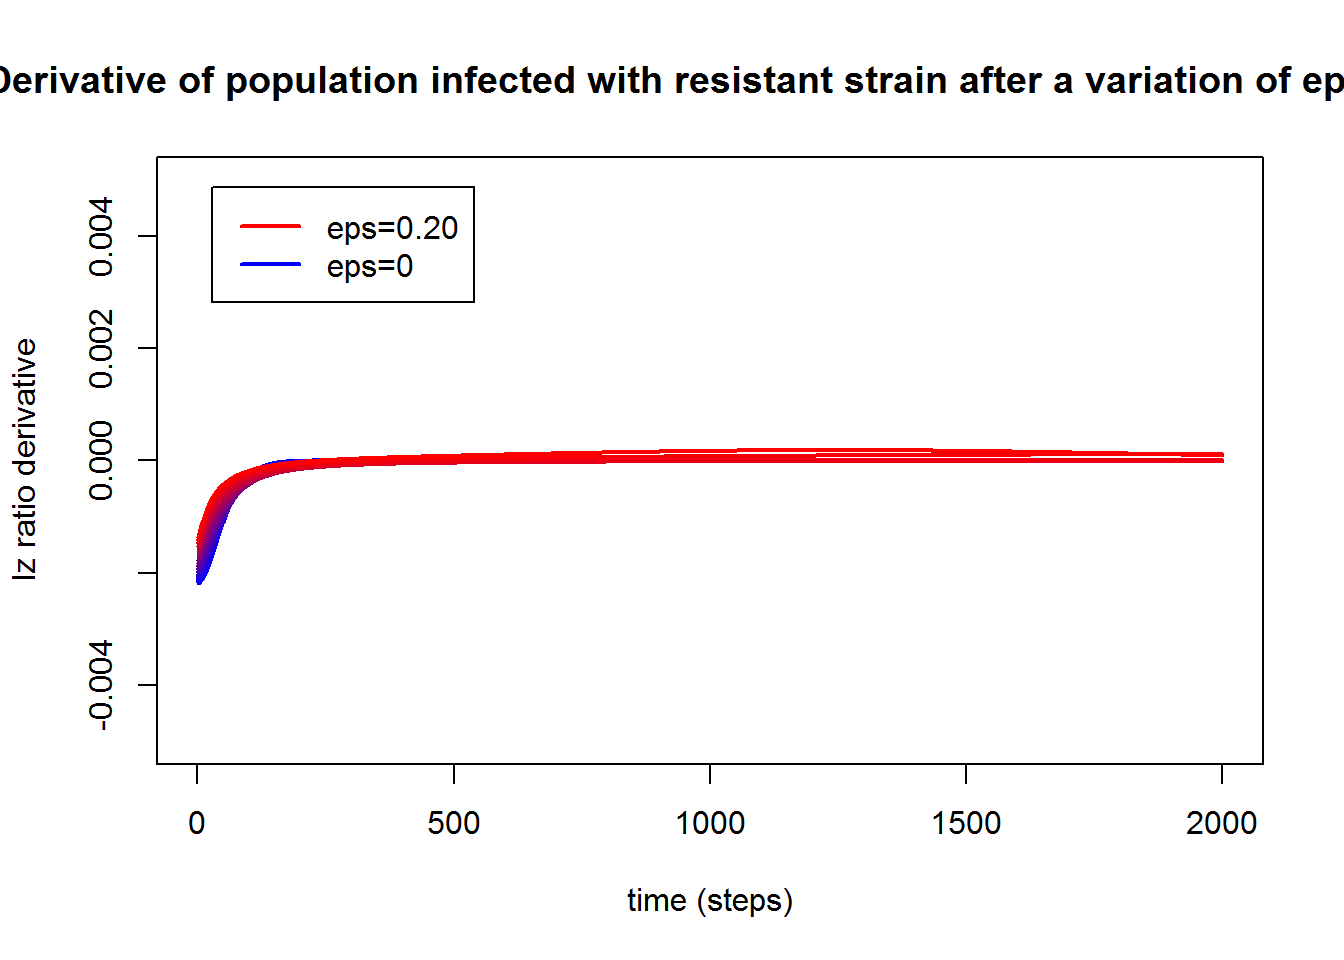 Derivative of population infected with resistant strain after a variation of ep
eps=0.20
eps=0
0.004
0.002
0.000
-0.004
Iz ratio derivative
0
500
1000
1500
2000
time (steps)